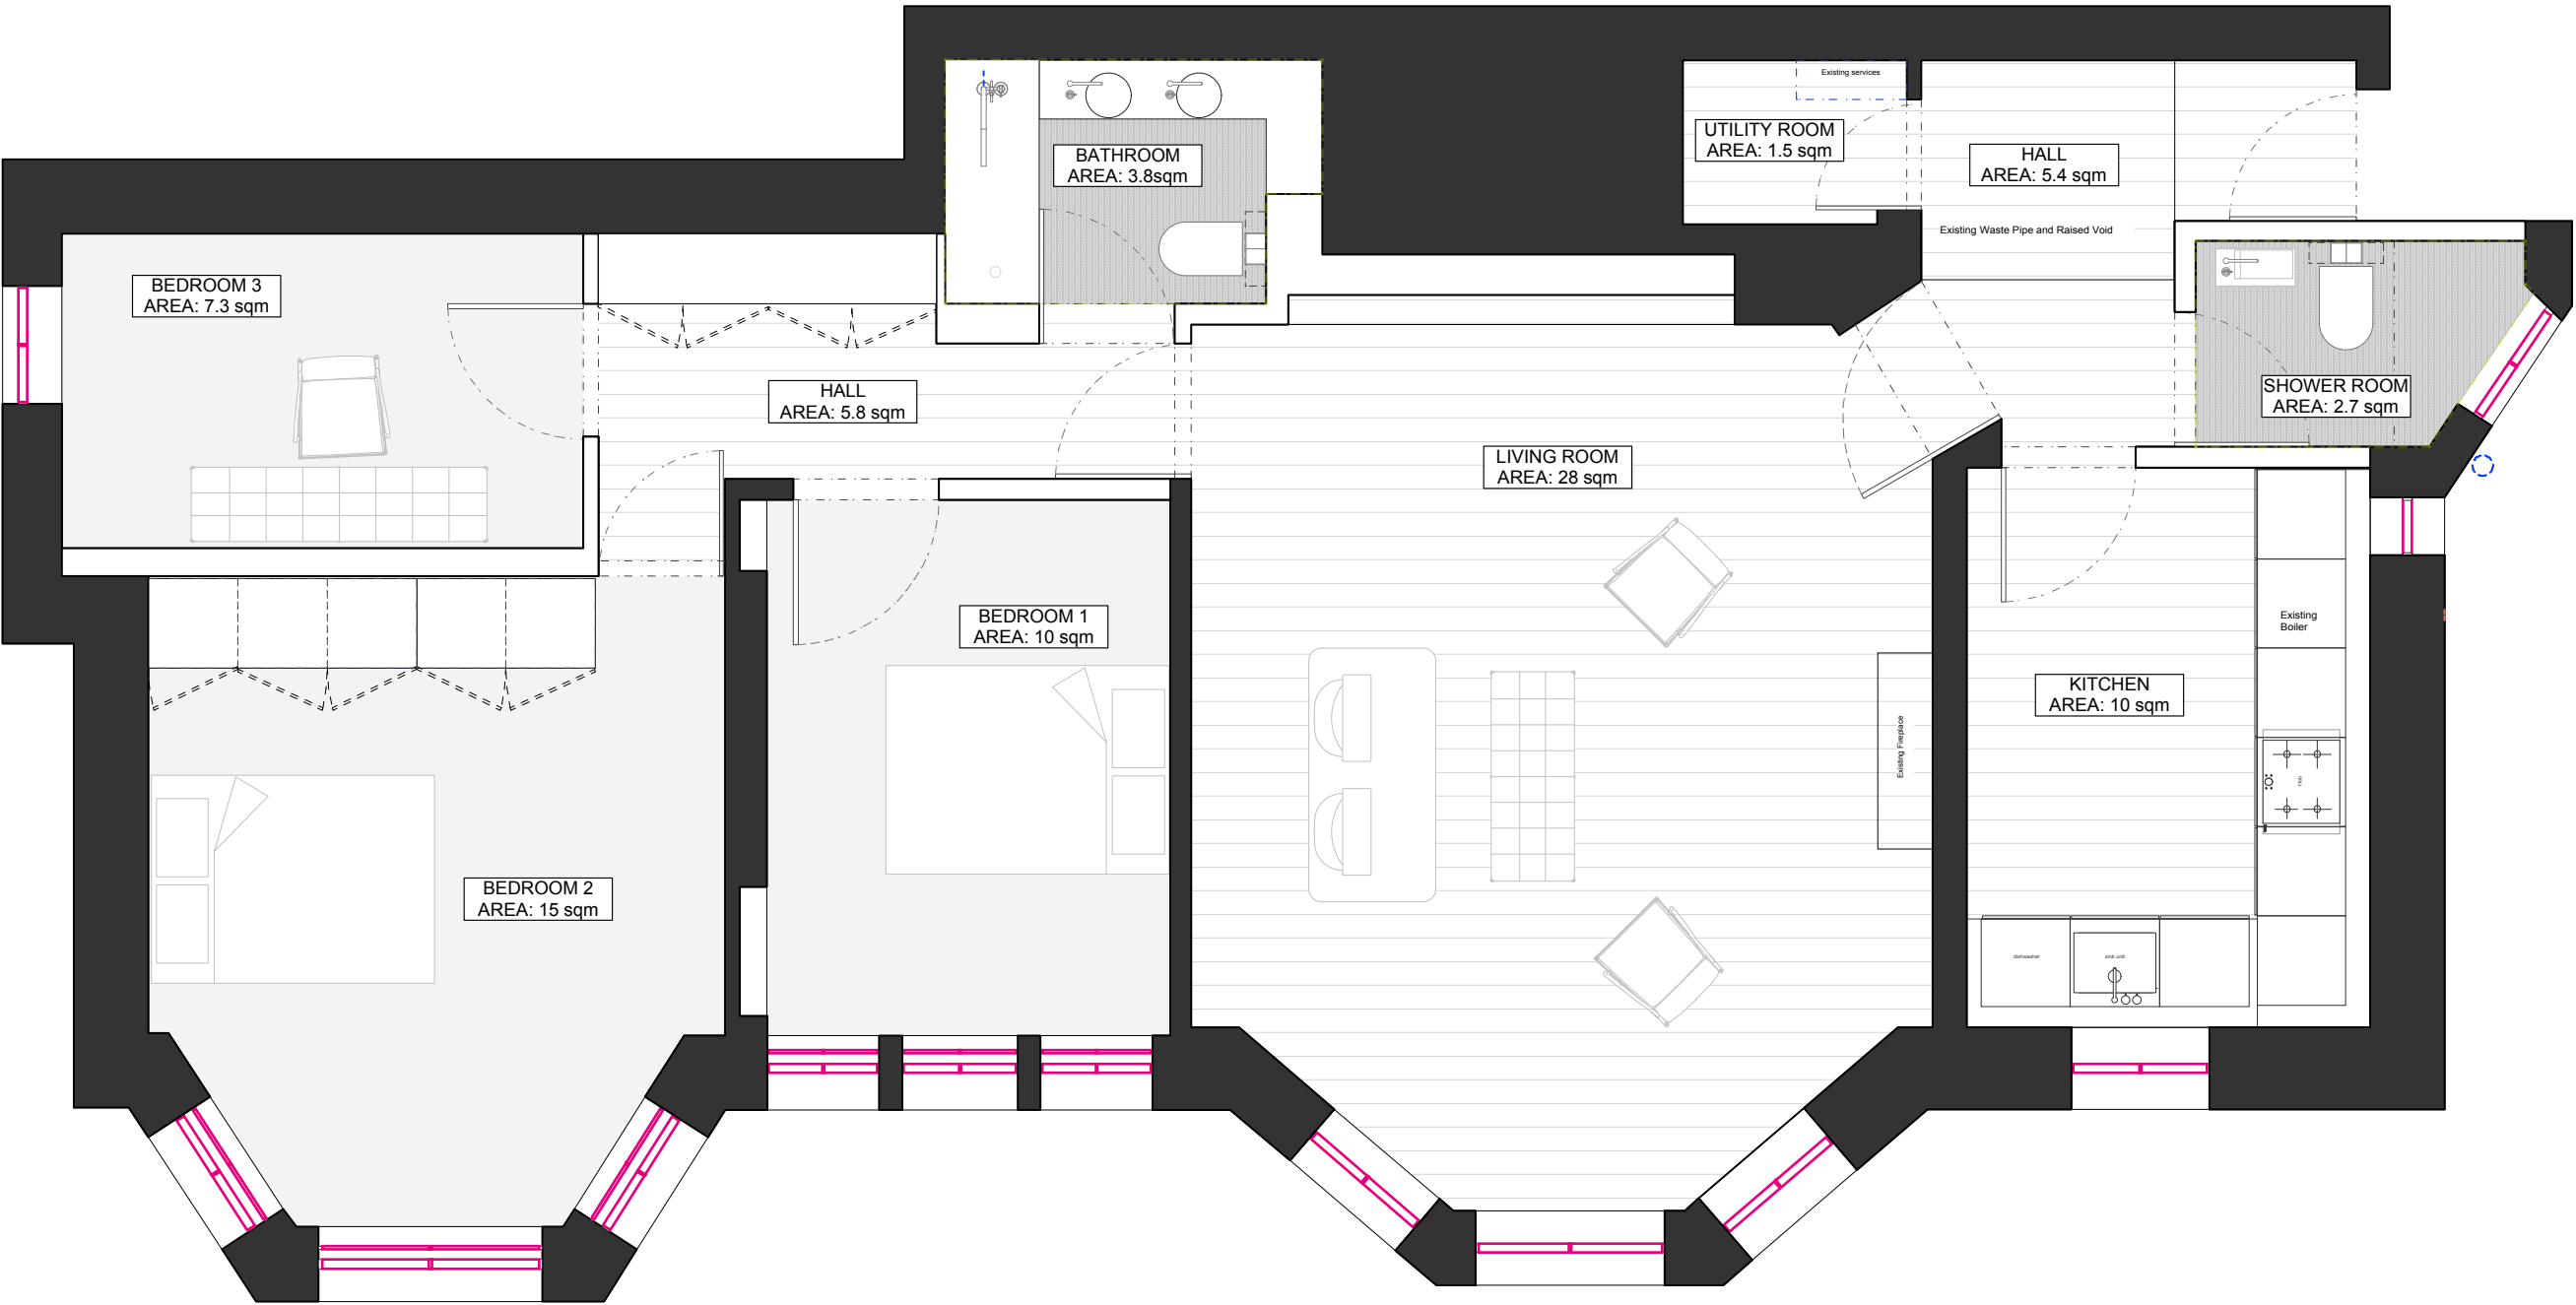 Existing services
UTILITY ROOM
AREA: 1.5 sqm
BATHROOM
AREA: 3.8sqm
HALL
AREA: 5.4 sqm
Existing Waste Pipe and Raised Void
BEDROOM 3
AREA: 7.3 sqm
HALL
AREA: 5.8 sqm
SHOWER ROOM
AREA: 2.7 sqm
LIVING ROOM
AREA: 28 sqm
BEDROOM 1
AREA: 10 sqm
Existing
Boiler
KITCHEN
AREA: 10 sqm
Existing Fireplace
Hob
BEDROOM 2
AREA: 15 sqm
dishwasher
sink unit